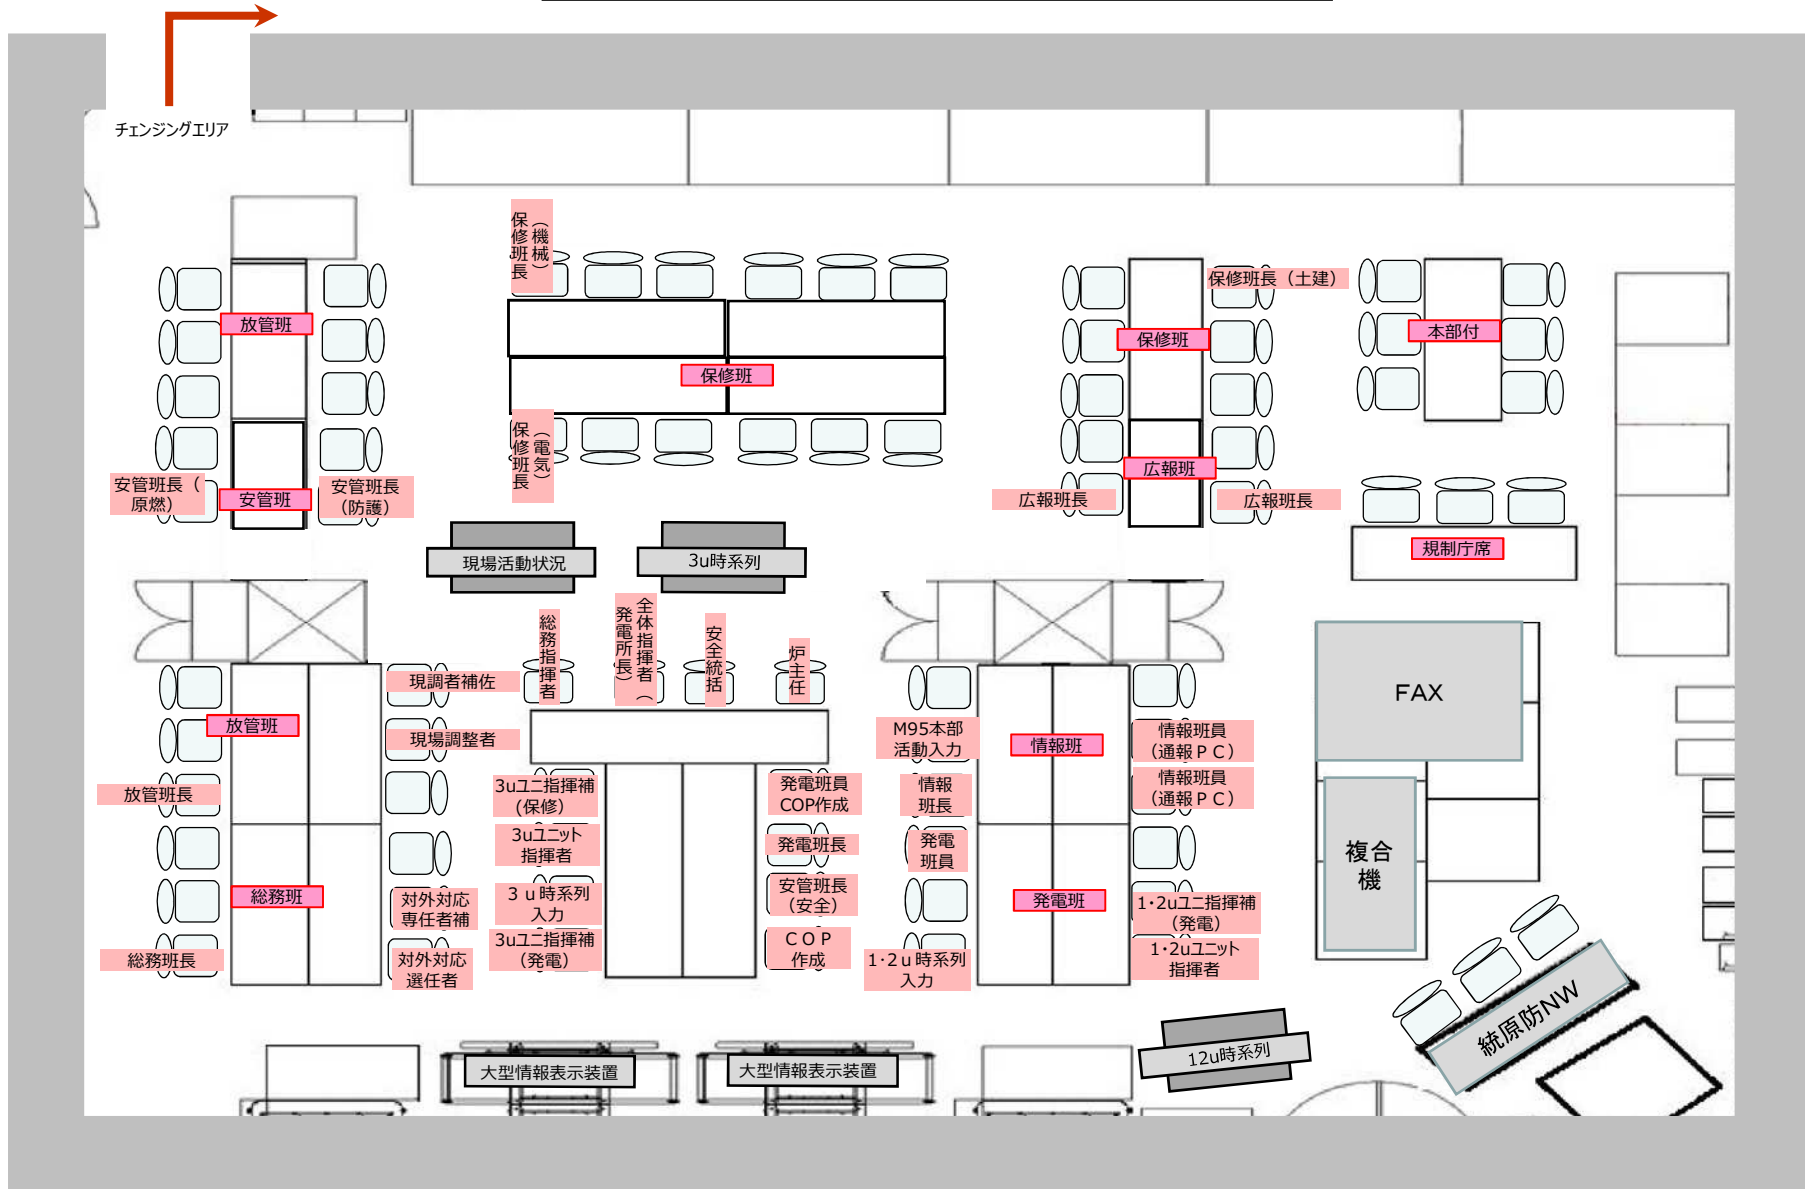 チェンジングエリア
保修班長
（機械）
保修班長（土建）
放管班
保修班
本部付
保修班
保修班長
（電気）
広報班
安管班長（
原燃）
安管班
安管班長
（防護）
広報班長
広報班長
規制庁席
現場活動状況
3u時系列
総務指揮者
全体指揮者（
発電所長）
安全統括
炉主任
現調者補佐
放管班
現場調整者
M95本部
活動入力
情報班
情報班員
（通報ＰＣ）
FAX
放管班長
3uユニ指揮補
(保修）
発電班員
COP作成
情報
班長
情報班員
（通報ＰＣ）
3uユニット
指揮者
発電班長
発電
班員
複合
機
総務班
対外対応
専任者補
３ｕ時系列
入力
安管班長
（安全）
発電班
1・2uユニ指揮補
（発電）
総務班長
対外対応
選任者
3uユニ指揮補
（発電）
ＣＯＰ
作成
1・2ｕ時系列
入力
1・2uユニット
指揮者
統原防NW
12u時系列
大型情報表示装置
大型情報表示装置